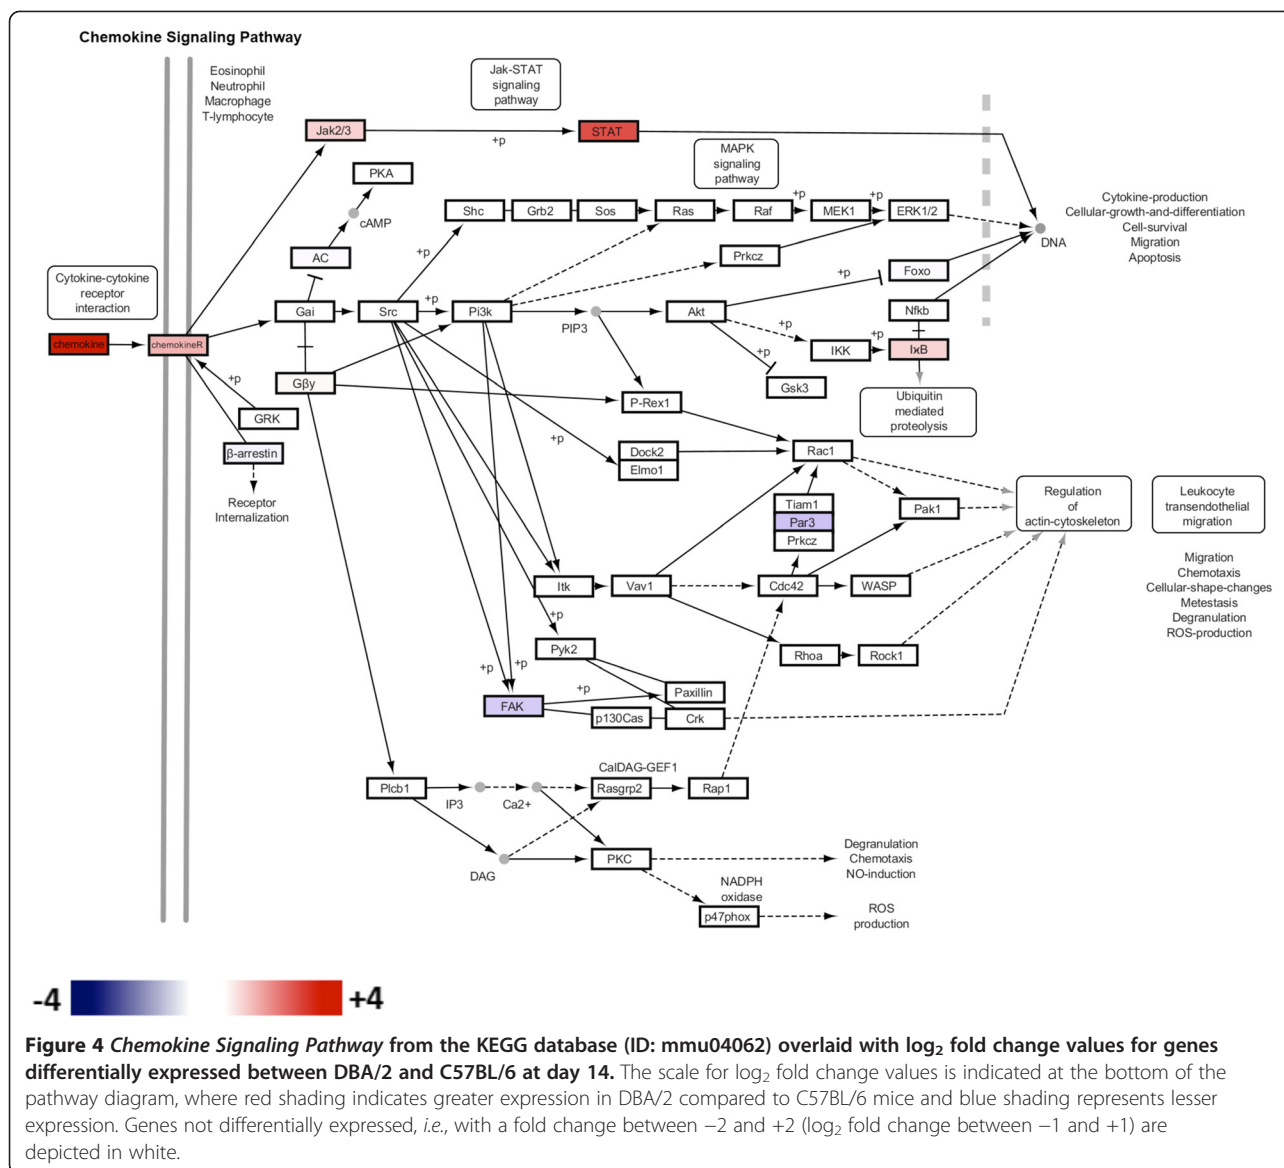 Chemokine Signaling Pathway
Eosinophil
Neutrophil
Macrophage
T-lymphocyte
Jak-STAT
signaling
pathway
Jak2/3
+p
STAT
MAPK
signaling
pathway
PKA
cAMP
AC
Shc
Grb2
Sos
Ras
Raf
+p
MEK1
+p
ERK1/2
+p
Prkcz
DNA
Cytokine-production
Cellular-growth-and-differentiation
Cell-survival
Migration
Apoptosis
Cytokine-cytokine
receptor
interaction
chemokine
chemokineR
Gai
Src
+p
Pi3k
PIP3
Akt
+p
Foxo
Nfkb
+p
IKK
+p
IκB
+p
Gsk3
Ubiquitin
mediated
proteolysis
Gβy
+p
GRK
β-arrestin
Receptor
Internalization
P-Rex1
+p
Dock2
Elmo1
Rac1
Tiam1
Par3
Prkcz
Pak1
Regulation
of
actin-cytoskeleton
Leukocyte
transendothelial
migration
Migration
Chemotaxis
Cellular-shape-changes
Metestasis
Degranulation
ROS-production
Itk
Vav1
Cdc42
WASP
+p
Pyk2
Rhoa
Rock1
+p
+p
+p
FAK
Paxillin
p130Cas
Crk
Plcb1
IP3
Ca2+
CalDAG-GEF1
Rasgrp2
Rap1
DAG
PKC
Degranulation
Chemotaxis
NO-induction
NADPH
oxidase
p47phox
ROS
production
-4
+4
Figure 4 Chemokine Signaling Pathway from the KEGG database (ID: mmu04062) overlaid with log2 fold change values for genes
differentially expressed between DBA/2 and C57BL/6 at day 14. The scale for log2 fold change values is indicated at the bottom of the
pathway diagram, where red shading indicates greater expression in DBA/2 compared to C57BL/6 mice and blue shading represents lesser
expression. Genes not differentially expressed, i.e., with a fold change between −2 and +2 (log2 fold change between −1 and +1) are
depicted in white.